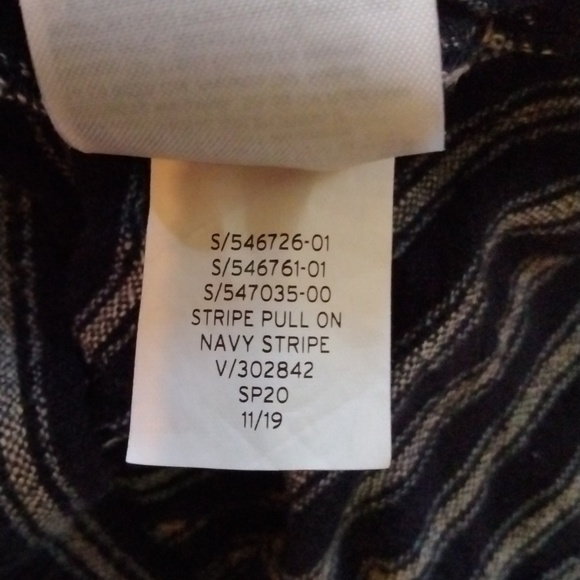 S/546726-01
S/546761-01
S/547035-00
STRIPE PULL ON
NAVY STRIPE
V/302842
SP20
11/19